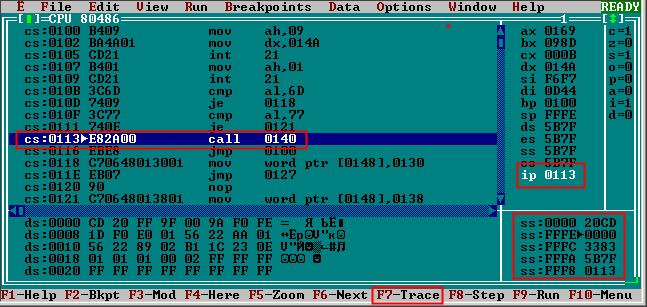 ≡ File Edit View Run Breakpoints Data Options Window Help READY
CPU 80486 1
cs:0100 B409 mov ah,09
cs:0102 BA4A01 mov dx,014A
cs:0105 CD21 int 21
cs:0107 B401 mov ah,01
cs:0109 CD21 int 21
cs:010B 3C6D cmp al,6D
cs:010D 7409 je 0118
cs:010F 3C77 cmp al,77
cs:0111 740E je 0121
cs:0113►E82A00 call 0140
cs:0116 EBE8 jmp 0100
cs:0118 C70648013001 mov word ptr [0148],0130
cs:011E EB07 jmp 0127
cs:0120 90 nop
cs:0121 C70648013801 mov word ptr [0148],0138
ax 0169 c=1
bx 098D z=0
cx 000B s=1
dx 014A o=0
si F6F7 p=0
di 0D44 a=0
bp 0100 i=1
sp FFFE d=0
ds 5B7F
es 5B7F
ss 5B7F
cs 5B7F
ip 0113
ds:0000 CD 20 FF 9F 00 9A F0 FE
ds:0008 1D F0 E0 01 56 22 AA 01
ds:0010 56 22 89 02 B1 1C 23 0E
ds:0018 01 01 01 00 02 FF FF FF
ds:0020 FF FF FF FF FF FF FF FF
ss:0000 20CD
ss:FFFE►0000
ss:FFFC 3383
ss:FFFA 5B7F
ss:FFF8 0113
F1-Help F2-Bkpt F3-Mod F4-Here F5-Zoom F6-Next F7-Trace F8-Step F9-Run F10-Menu